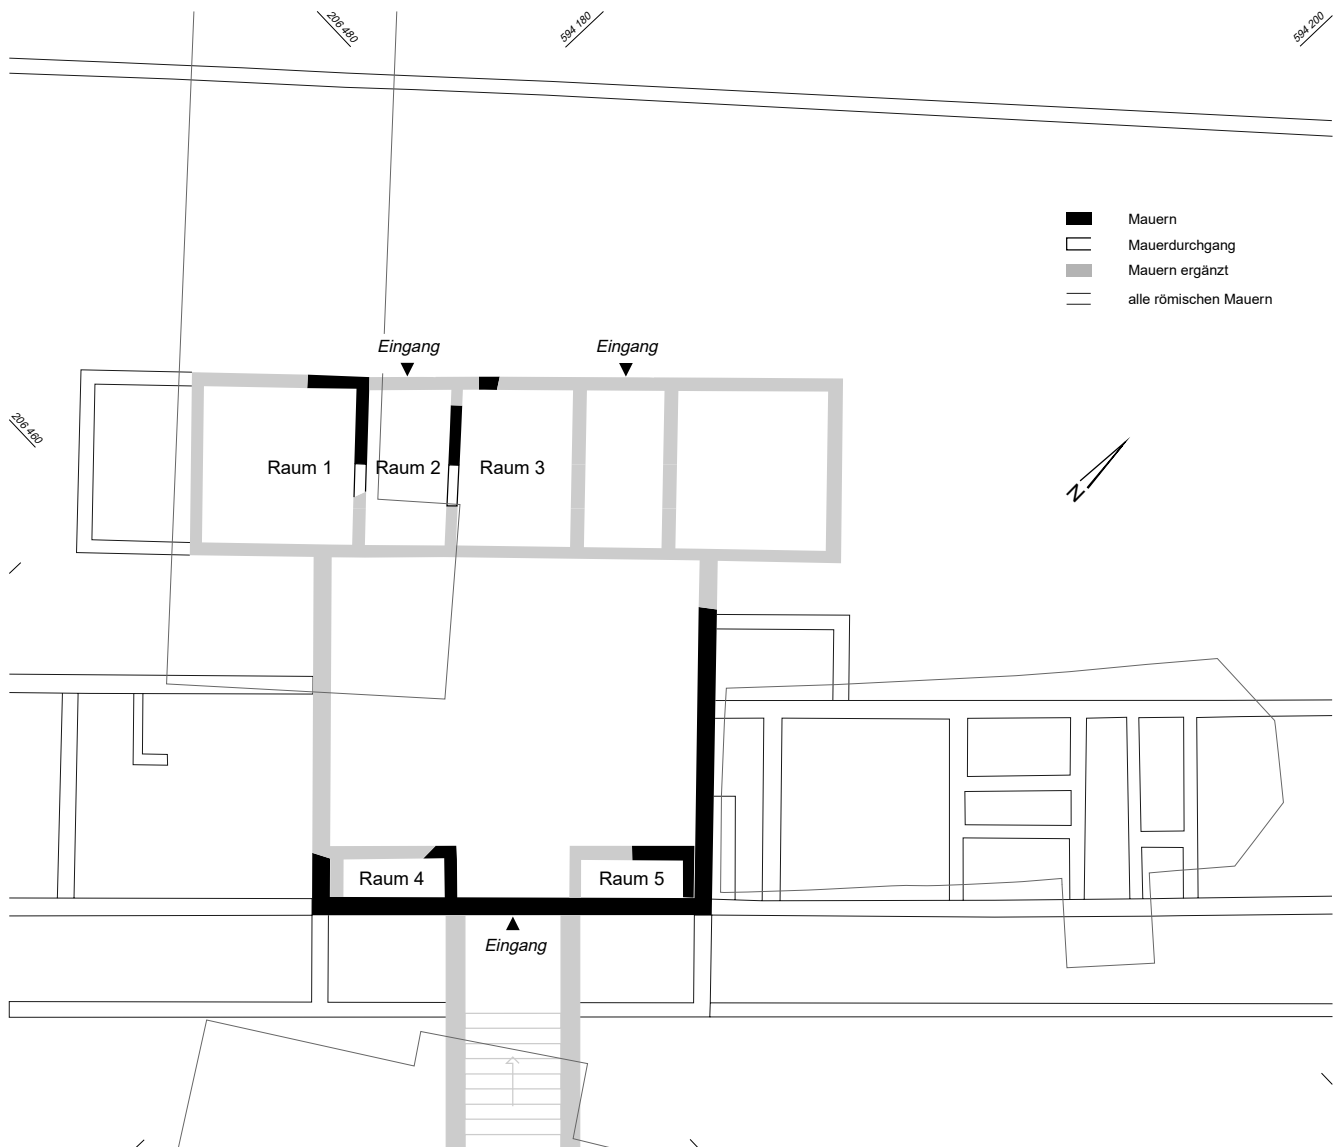 206 480
594 180
594 200
Mauern
Mauerdurchgang
Mauern ergänzt
alle römischen Mauern
Eingang
Eingang
206 460
Raum 1
Raum 2
Raum 3
N
Raum 4
Raum 5
Eingang